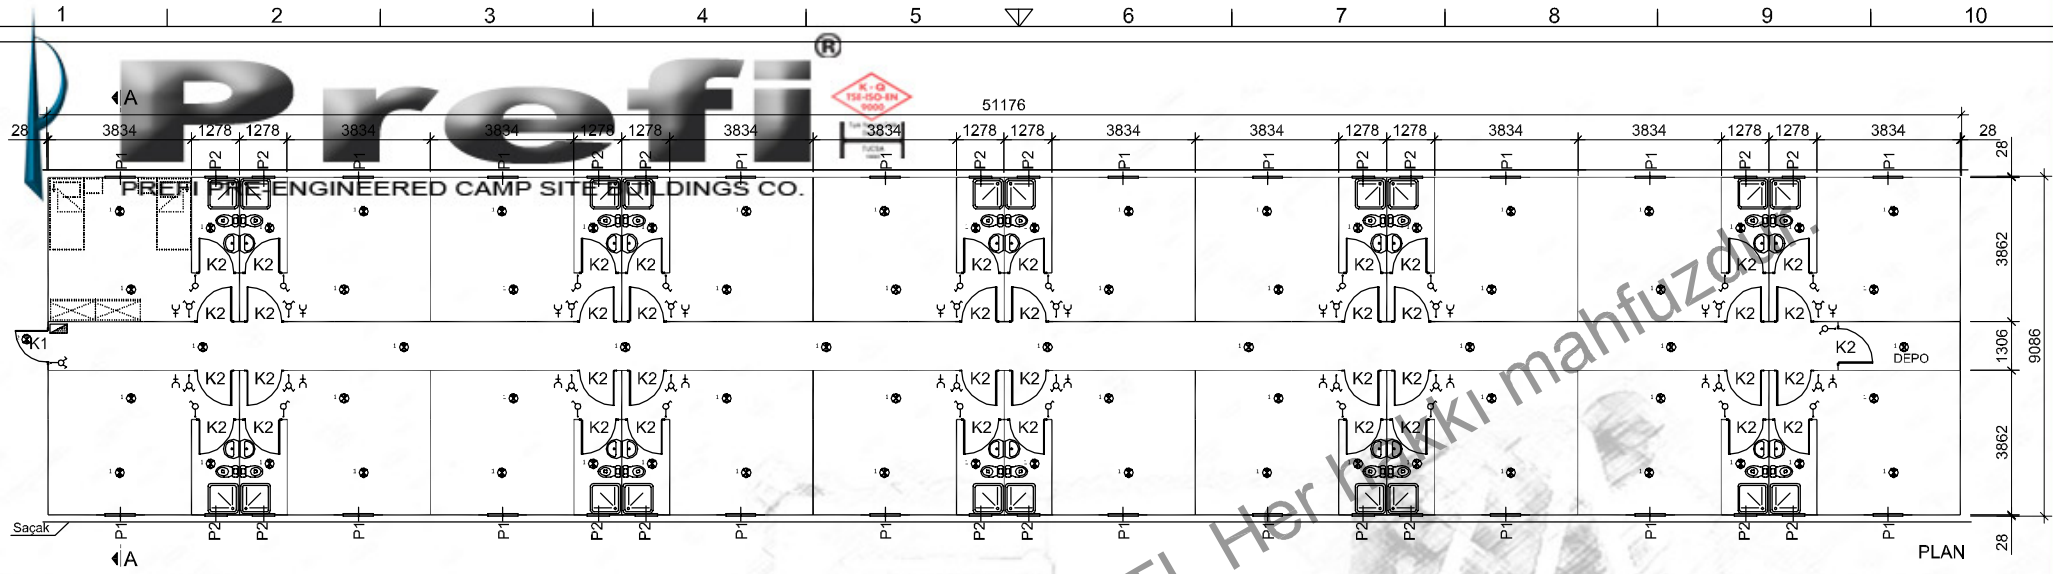 1 2 3 4 5 6 7 8 9 10
Prefi®
A
K - Q
TSE-ISO-EN
9000
51176
28 3834 1278 1278 3834 3834 1278 1278 3834 3834 1278 1278 3834 3834 1278 1278 3834 3834 1278 1278 3834 28
P1 P2 P2 P2 P2 P1 P1 P2 P2 P1 P1 P2 P2 P1 P1 P2 P2 P1
28
PREFI PRE-ENGINEERED CAMP SITE BUILDINGS CO.
K2 K2 K2 K2 K2 K2 K2 K2 K2 K2
3862
K2 K2 K2 K2 K2 K2 K2 K2 K2 K2
K1 K2 DEPO
1306
9086
K2 K2 K2 K2 K2 K2 K2 K2 K2 K2
K2 K2 K2 K2 K2 K2 K2 K2 K2 K2
3862
Her hakkı mahfuzdur.
Saçak
P1 P2 P2 P1 P1 P2 P2 P1 P1 P2 P2 P1 P1 P2 P2 P1 P1 P2 P2 P1
28
A
PLAN